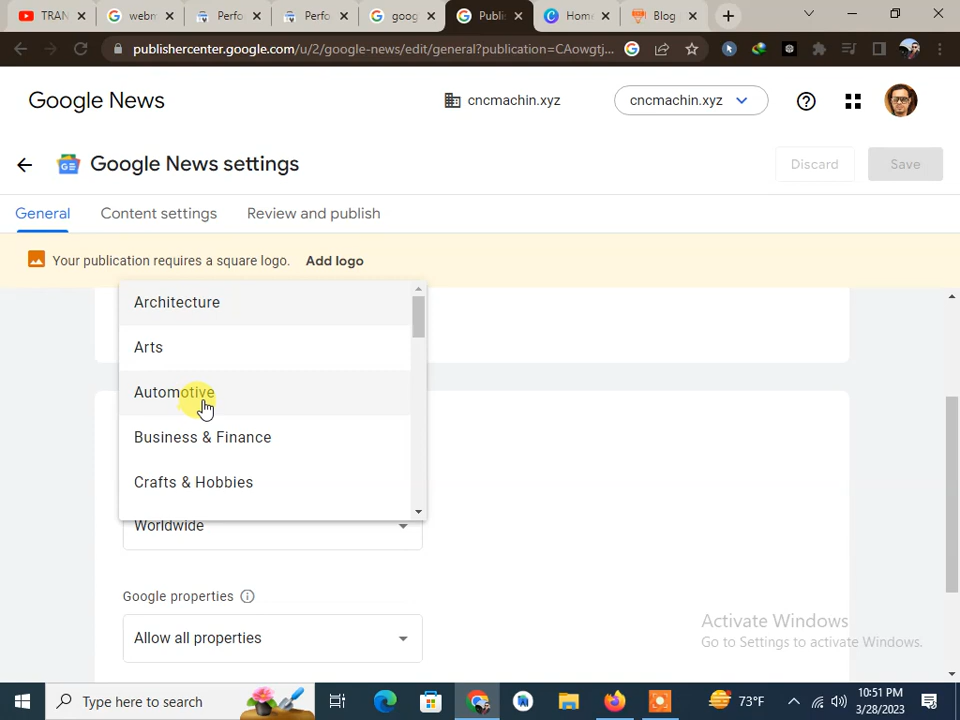 TRAN
webm
Perfo
Perfo
goog
Publis
Home
Blog
publishercenter.google.com/u/2/google-news/edit/general?publication=CAowgtj...
Google News
cncmachin.xyz
cncmachin.xyz
Google News settings
Discard
Save
General
Content settings
Review and publish
Your publication requires a square logo. Add logo
Architecture
Arts
Automotive
Business & Finance
Crafts & Hobbies
Worldwide
Google properties
Allow all properties
Activate Windows
Go to Settings to activate Windows.
Type here to search
73°F
10:51 PM
3/28/2023